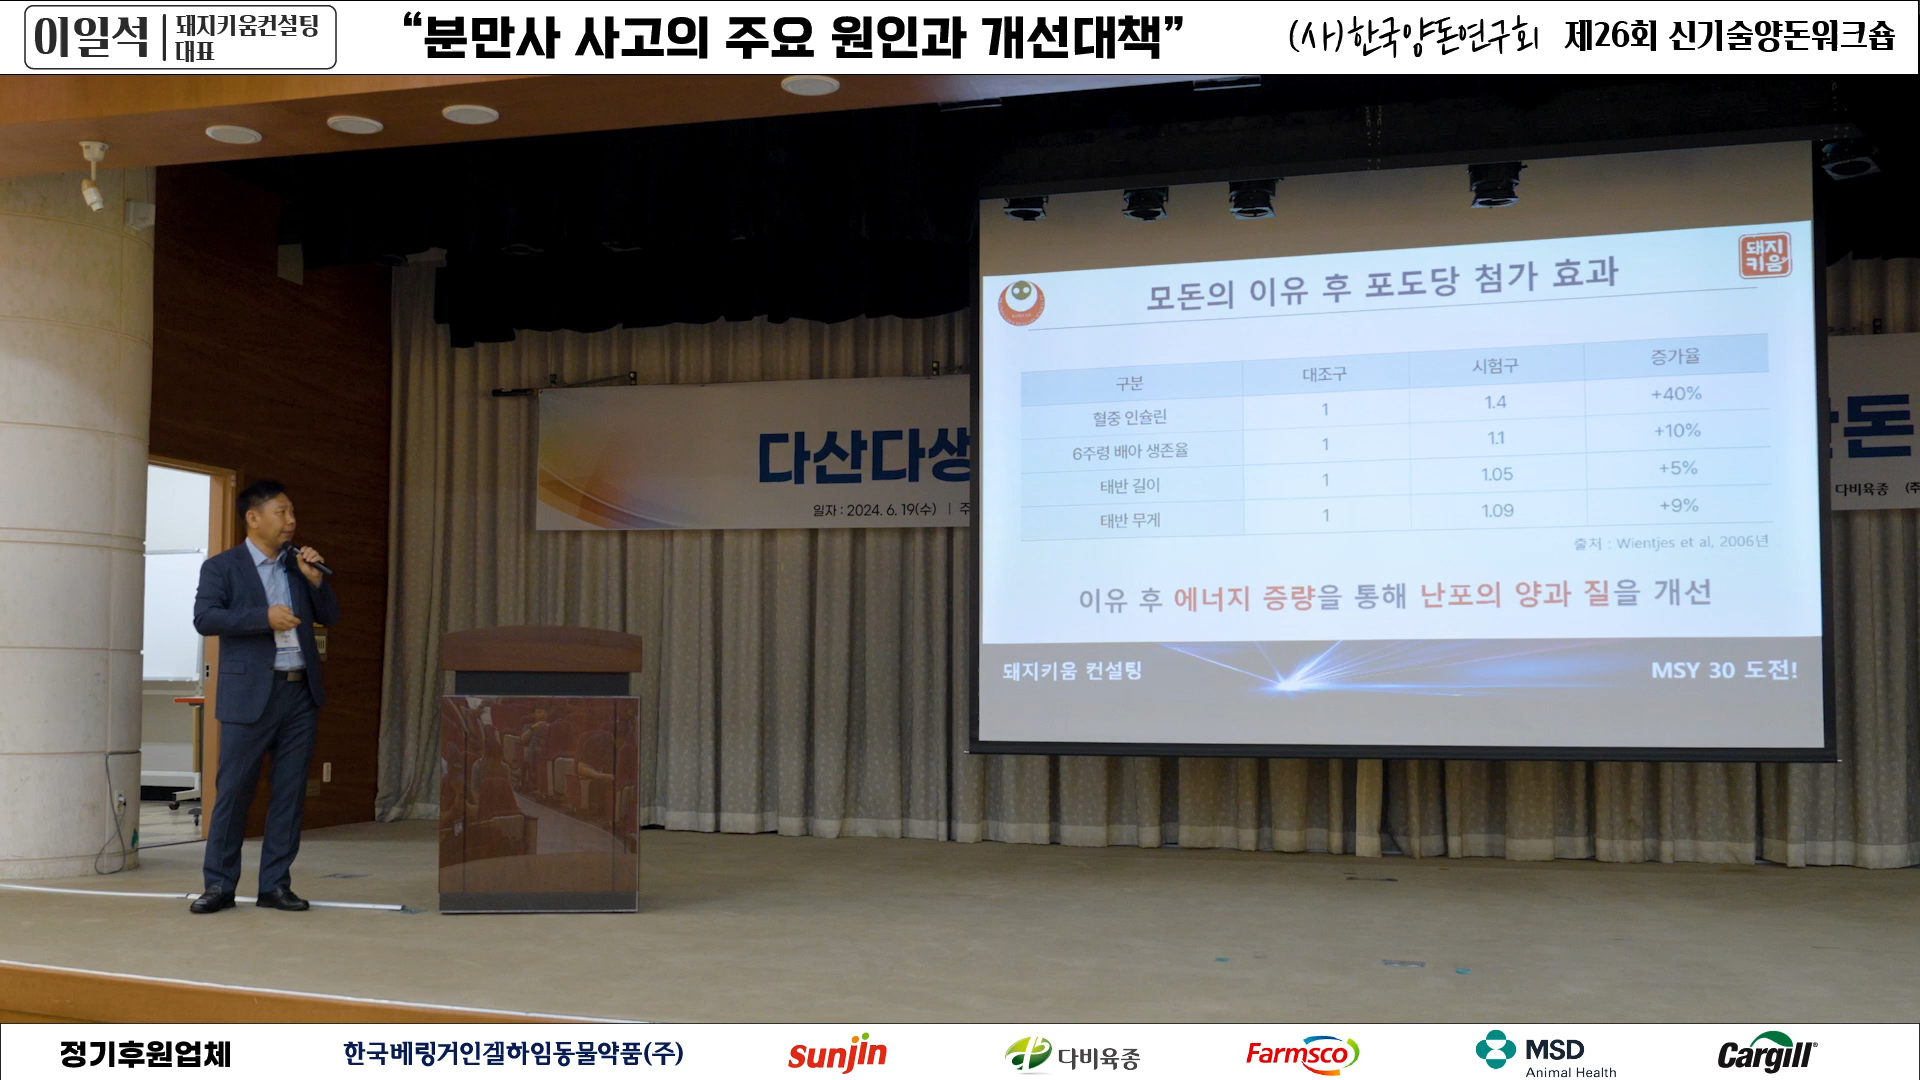 이일석
돼지키움컨설팅
대표
“분만사 사고의 주요 원인과 개선대책”
(사)한국양돈연구회
제26회 신기술양돈워크숍
돼지
키움
모돈의 이유 후 포도당 첨가 효과
구분 대조구 시험구 증가율
혈중 인슐린 1 1.4 +40%
6주령 배아 생존율 1 1.1 +10%
태반 길이 1 1.05 +5%
태반 무게 1 1.09 +9%
출처 : Wientjes et al, 2006년
이유 후 에너지 증량을 통해 난포의 양과 질을 개선
돼지키움 컨설팅
MSY 30 도전!
다산다생
돈
일자 : 2024. 6. 19(수) | 주
다비육종 (주
정기후원업체
한국베링거인겔하임동물약품(주)
sunjin
다비육종
Farmsco
MSD
Animal Health
Cargill